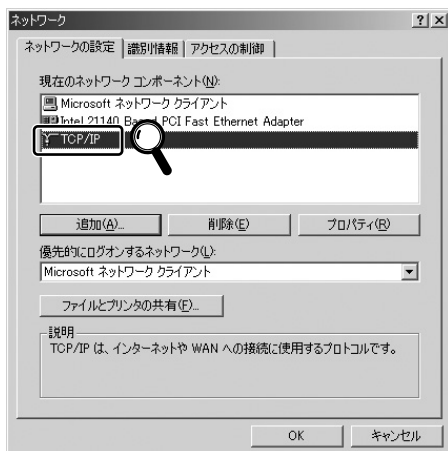 ネットワーク
ネットワークの設定 識別情報 アクセスの制御
現在のネットワーク コンポーネント(N):
Microsoft ネットワーク クライアント
Intel 21140 Based PCI Fast Ethernet Adapter
TCP/IP
追加(A)... 削除(E) プロパティ(R)
優先的にログオンするネットワーク(L):
Microsoft ネットワーク クライアント
ファイルとプリンタの共有(F)...
説明
TCP/IP は、インターネットや WAN への接続に使用するプロトコルです。
OK キャンセル